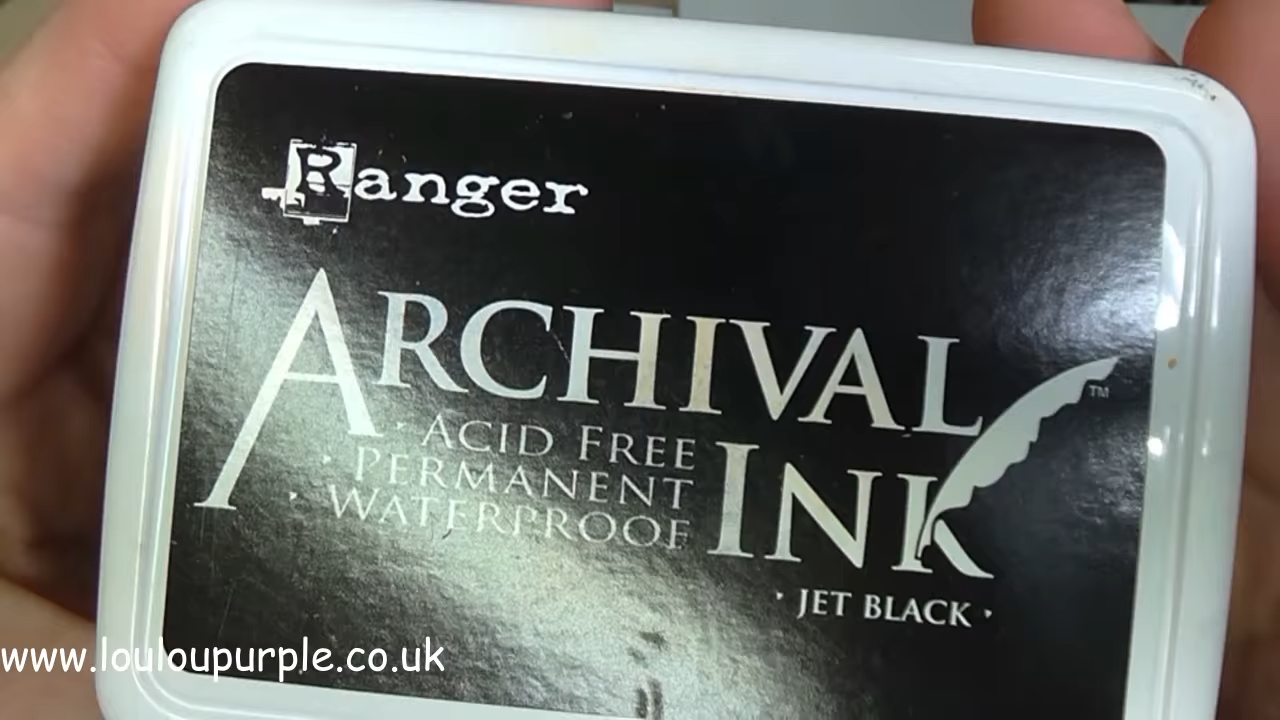 Ranger
ARCHIVAL
INK
TM
• ACID FREE
• PERMANENT
• WATERPROOF
• JET BLACK •
www.louloupurple.co.uk